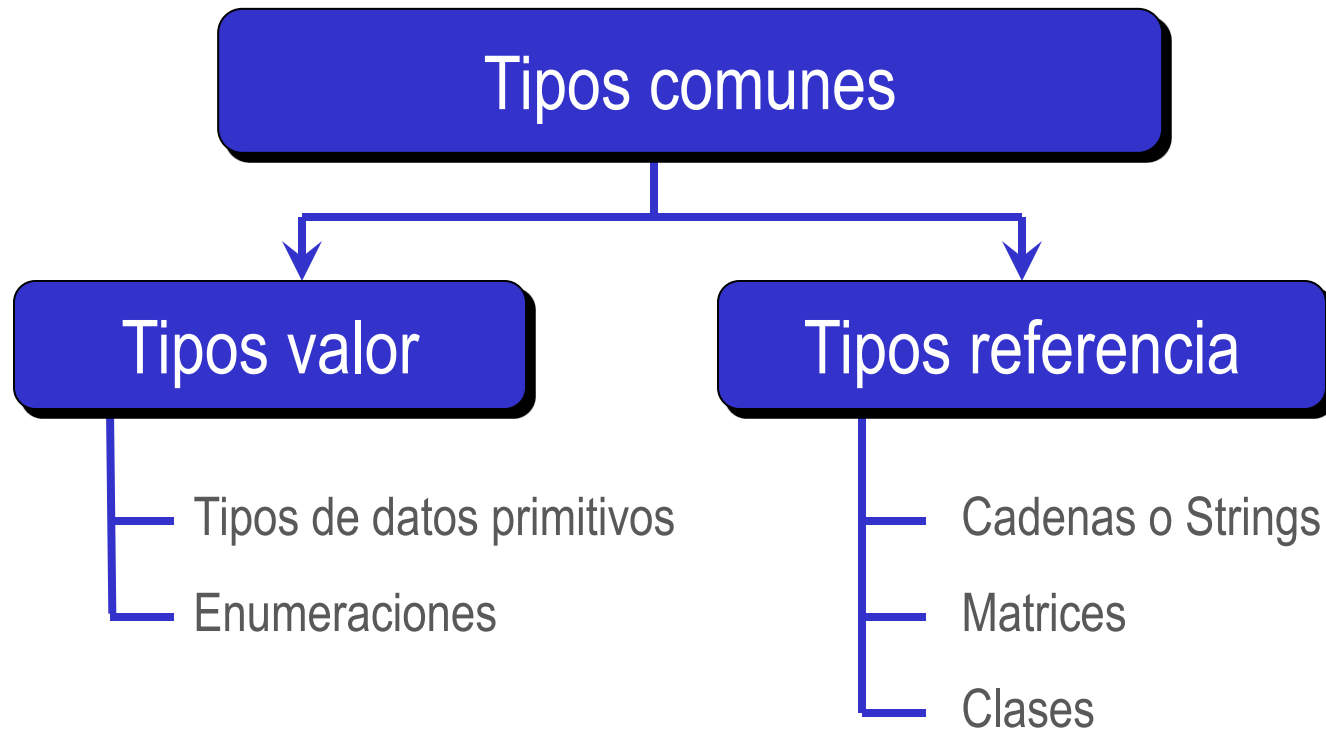 Tipos comunes
Tipos valor
Tipos de datos primitivos
Enumeraciones
Tipos referencia
Cadenas o Strings
Matrices
Clases